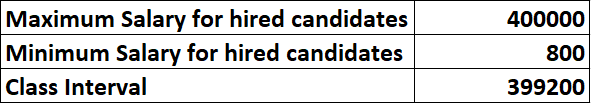 Maximum Salary for hired candidates 400000
Minimum Salary for hired candidates 800
Class Interval 399200